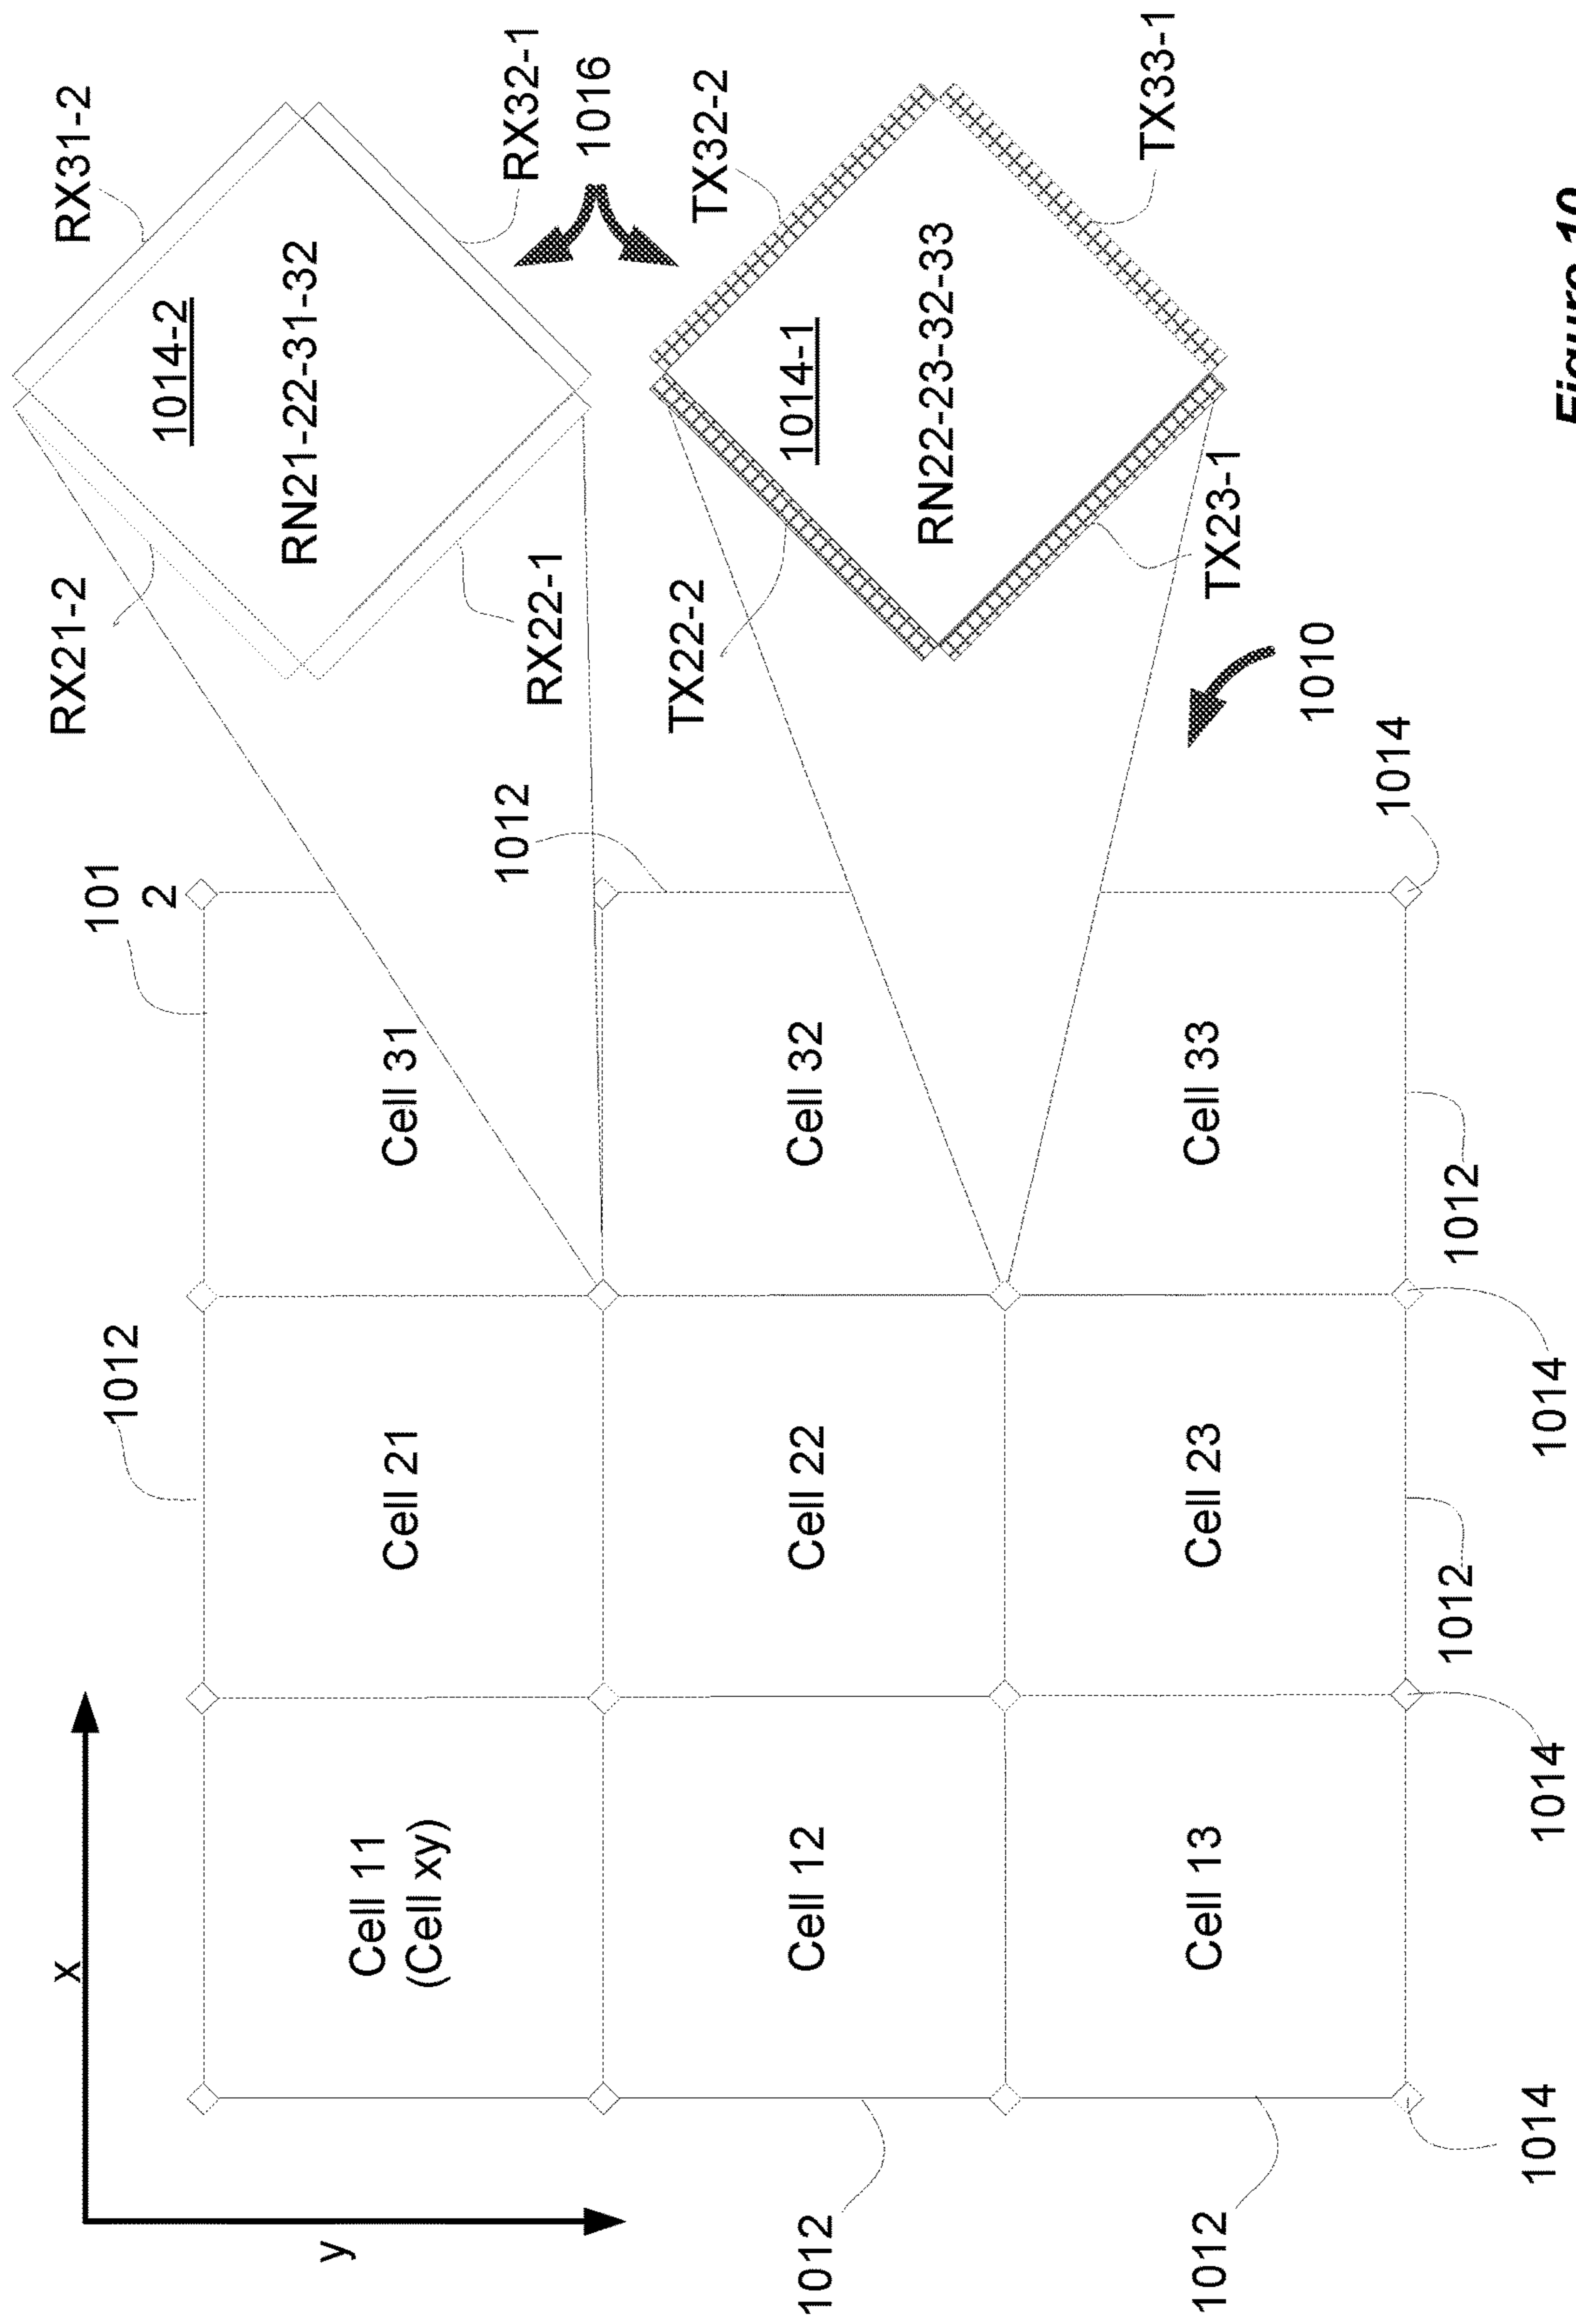 x
RX21-2
RX31-2
1012
101
2
1014-2
RN21-22-31-32
y
Cell 11
(Cell xy)
Cell 21
Cell 31
1012
RX22-1
RX32-1
1016
TX22-2
TX32-2
1014-1
1012
Cell 12
Cell 22
Cell 32
RN22-23-32-33
TX33-1
1012
Cell 13
Cell 23
Cell 33
TX23-1
1010
1014
1012
1012
1014
1014
1014
Figure 10